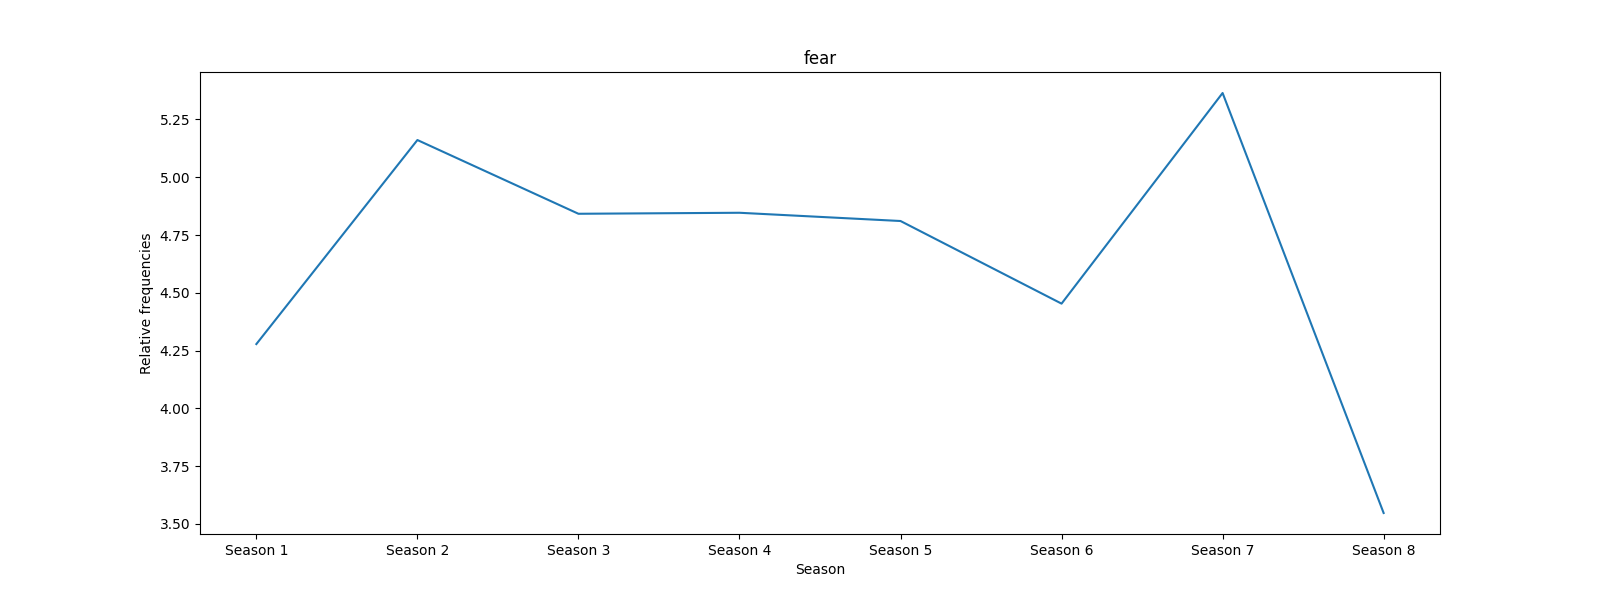 fear
Relative frequencies
5.25
5.00
4.75
4.50
4.25
4.00
3.75
3.50
Season 1 Season 2 Season 3 Season 4 Season 5 Season 6 Season 7 Season 8
Season